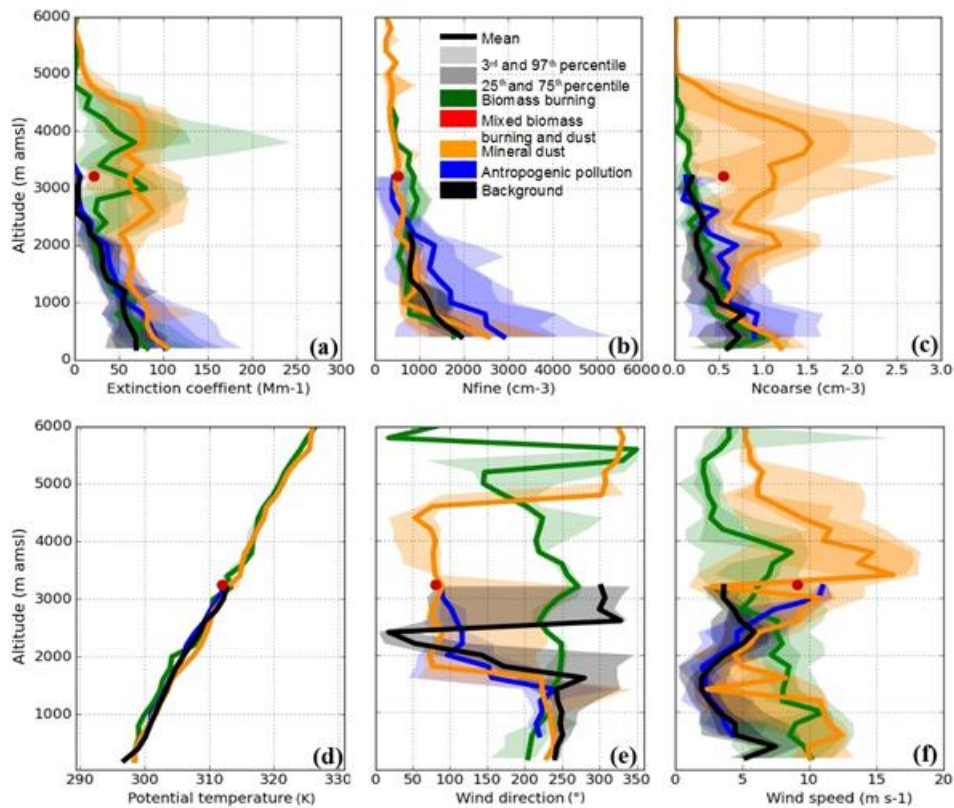 6000
5000
4000
3000
2000
1000
0
Altitude (m amsl)
0 50 100 150 200 250 300
Extinction coeffient (Mm-1)
(a)
Mean
3rd and 97th percentile
25th and 75th percentile
Biomass burning
Mixed biomass
burning and dust
Mineral dust
Antropogenic pollution
Background
0 1000 2000 3000 4000 5000 6000
Nfine (cm-3)
(b)
0.0 0.5 1.0 1.5 2.0 2.5 3.0
Ncoarse (cm-3)
(c)
6000
5000
4000
3000
2000
1000
Altitude (m amsl)
290 300 310 320 330
Potential temperature (K)
(d)
0 50 100 150 200 250 300 350
Wind direction (°)
(e)
0 5 10 15 20
Wind speed (m s-1)
(f)